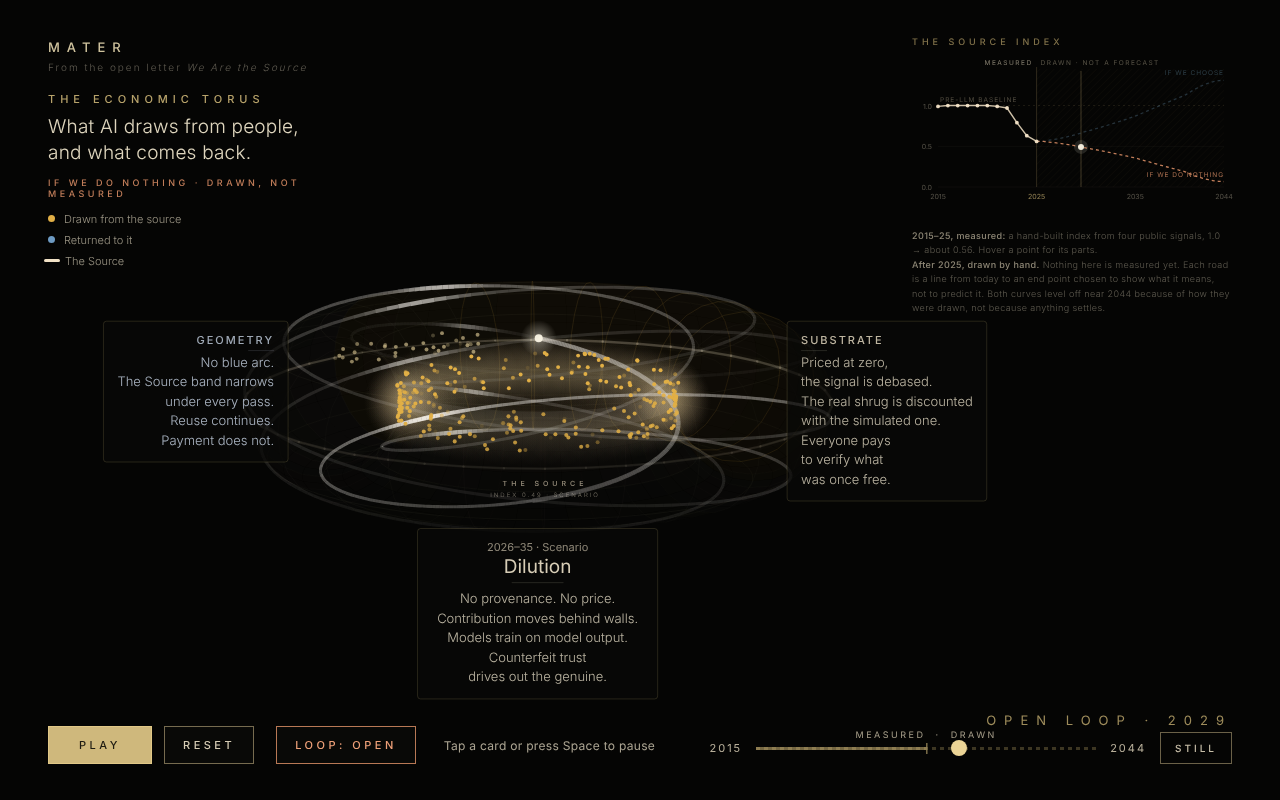 MATER
From the open letter We Are the Source
THE ECONOMIC TORUS
What AI draws from people,
and what comes back.
IF WE DO NOTHING · DRAWN, NOT
MEASURED
Drawn from the source
Returned to it
The Source
THE SOURCE INDEX
MEASURED DRAWN · NOT A FORECAST
IF WE CHOOSE
PRE-LLM BASELINE
1.0
0.5
0.0
IF WE DO NOTHING
2015
2025
2035
2044
2015–25, measured: a hand-built index from four public signals, 1.0
→ about 0.56. Hover a point for its parts.
After 2025, drawn by hand. Nothing here is measured yet. Each road
is a line from today to an end point chosen to show what it means,
not to predict it. Both curves level off near 2044 because of how they
were drawn, not because anything settles.
GEOMETRY
No blue arc.
The Source band narrows
under every pass.
Reuse continues.
Payment does not.
SUBSTRATE
Priced at zero,
the signal is debased.
The real shrug is discounted
with the simulated one.
Everyone pays
to verify what
was once free.
THE SOURCE
INDEX 0.49 · SCENARIO
2026–35 · Scenario
Dilution
No provenance. No price.
Contribution moves behind walls.
Models train on model output.
Counterfeit trust
drives out the genuine.
PLAY
RESET
LOOP: OPEN
Tap a card or press Space to pause
OPEN LOOP · 2029
MEASURED · DRAWN
2015
2044
STILL